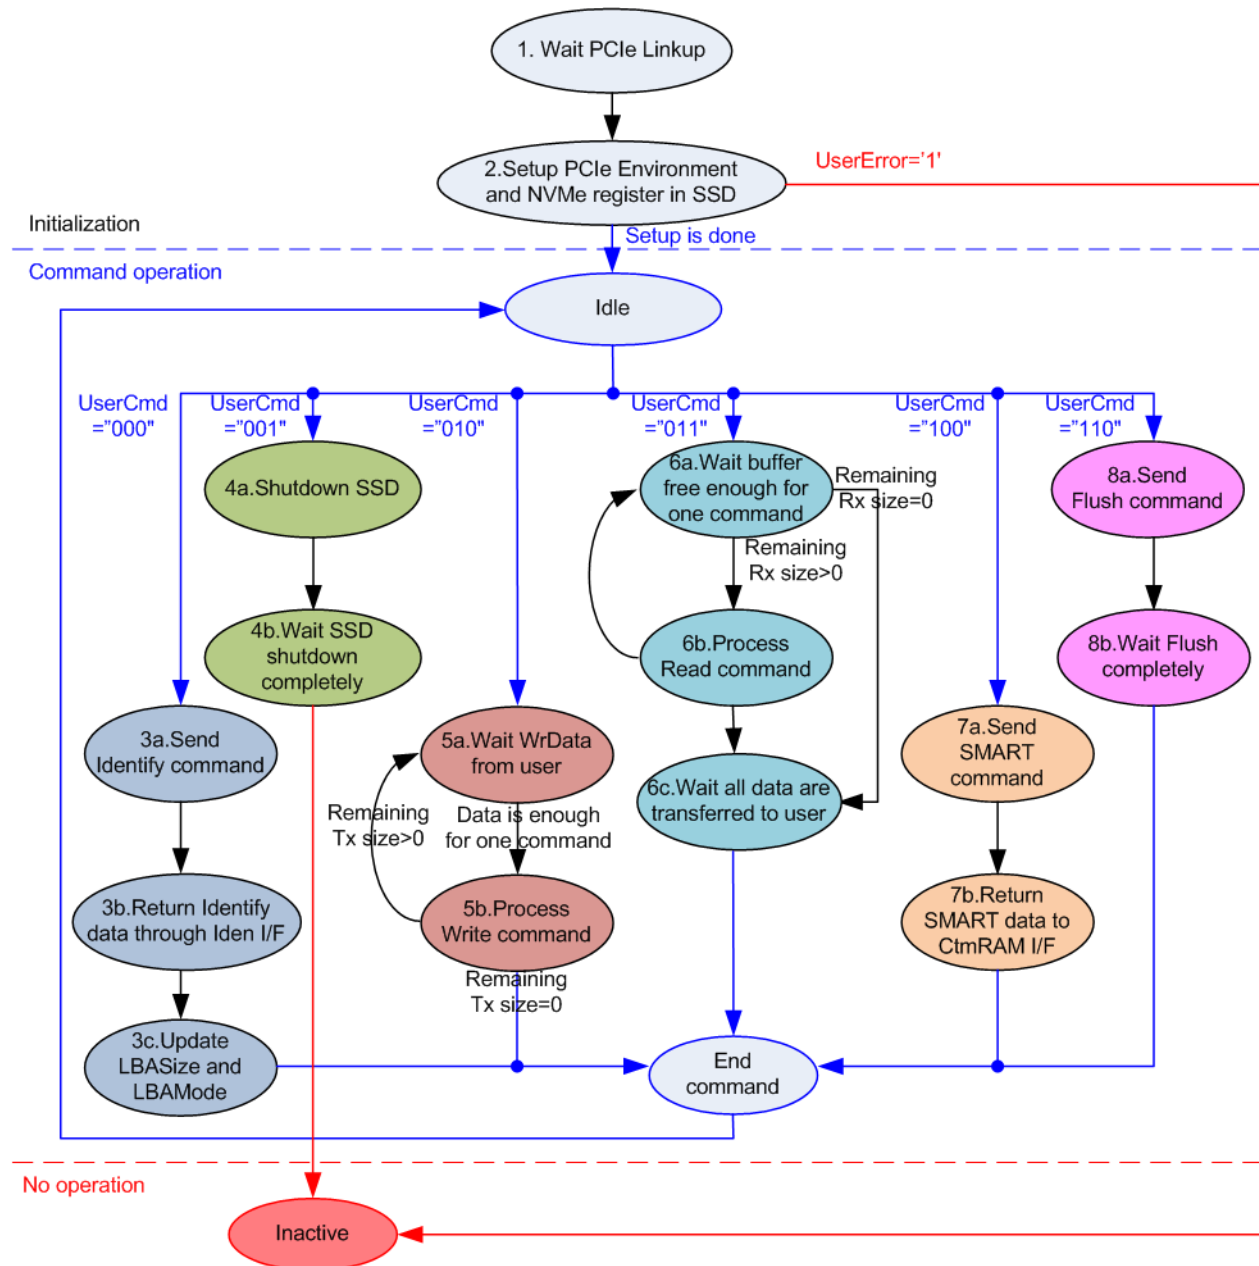 1. Wait PCIe Linkup
2.Setup PCIe Environment
and NVMe register in SSD
UserError='1'
Initialization
Setup is done
Command operation
Idle
UserCmd
="000"
UserCmd
="001"
UserCmd
="010"
UserCmd
="011"
UserCmd
="100"
UserCmd
="110"
4a.Shutdown SSD
6a.Wait buffer
free enough for
one command
Remaining
Rx size=0
8a.Send
Flush command
Remaining
Rx size>0
4b.Wait SSD
shutdown
completely
6b.Process
Read command
8b.Wait Flush
completely
3a.Send
Identify command
5a.Wait WrData
from user
6c.Wait all data are
transferred to user
7a.Send
SMART
command
Remaining
Tx size>0
Data is enough
for one command
3b.Return Identify
data through Iden I/F
5b.Process
Write command
7b.Return
SMART data to
CtmRAM I/F
Remaining
Tx size=0
3c.Update
LBASize and
LBAMode
End
command
No operation
Inactive